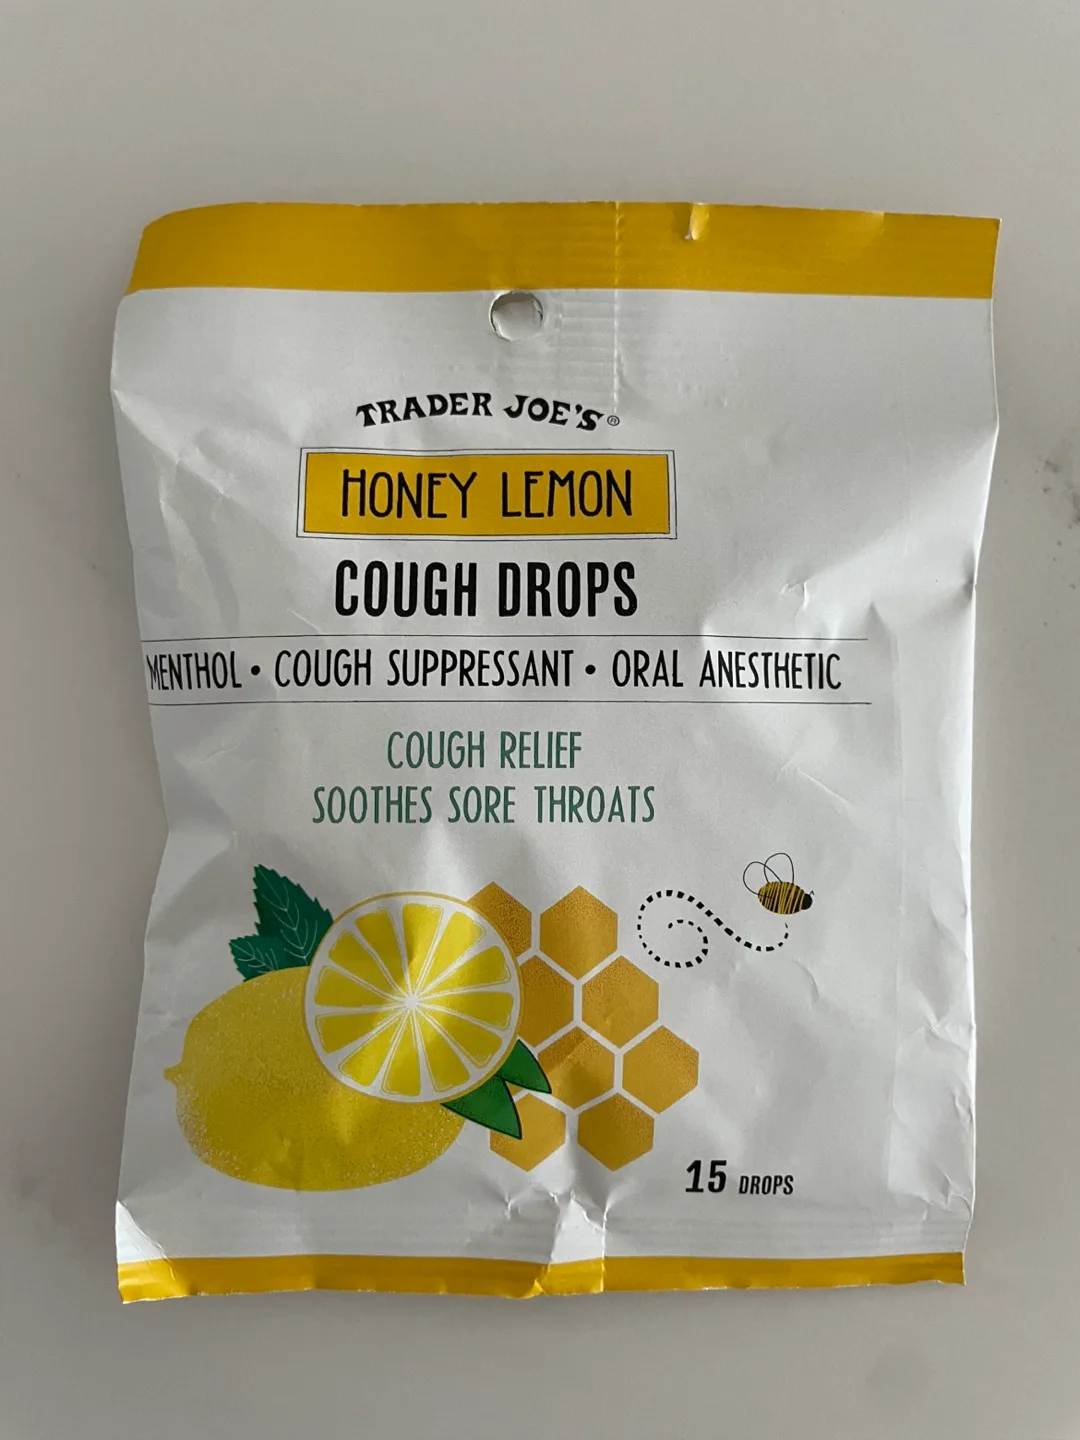 TRADER JOE'S®
HONEY LEMON
COUGH DROPS
MENTHOL • COUGH SUPPRESSANT • ORAL ANESTHETIC
COUGH RELIEF
SOOTHES SORE THROATS
15 DROPS